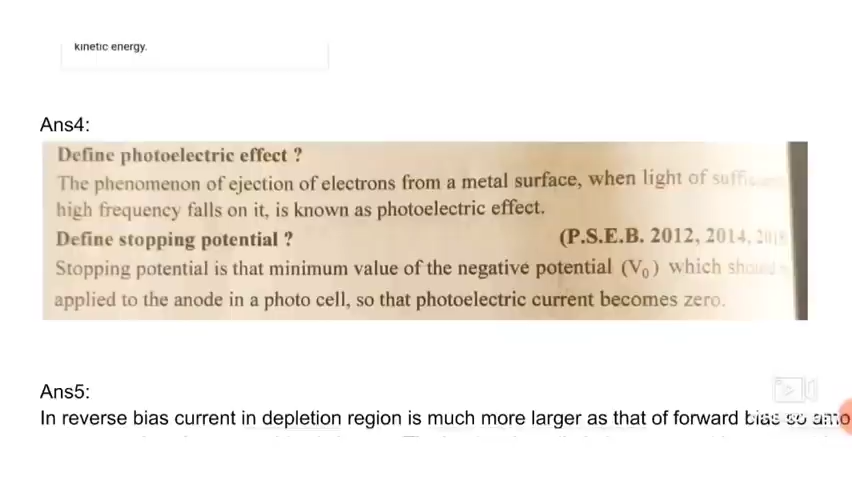 kinetic energy.
Ans4:
Define photoelectric effect ?
The phenomenon of ejection of electrons from a metal surface, when light of
high frequency falls on it, is known as photoelectric effect.
Define stopping potential ?
(P.S.E.B. 2012, 2014,
Stopping potential is that minimum value of the negative potential (V₀) which
applied to the anode in a photo cell, so that photoelectric current becomes zero.
Ans5:
In reverse bias current in depletion region is much more larger as that of forward bias so amo